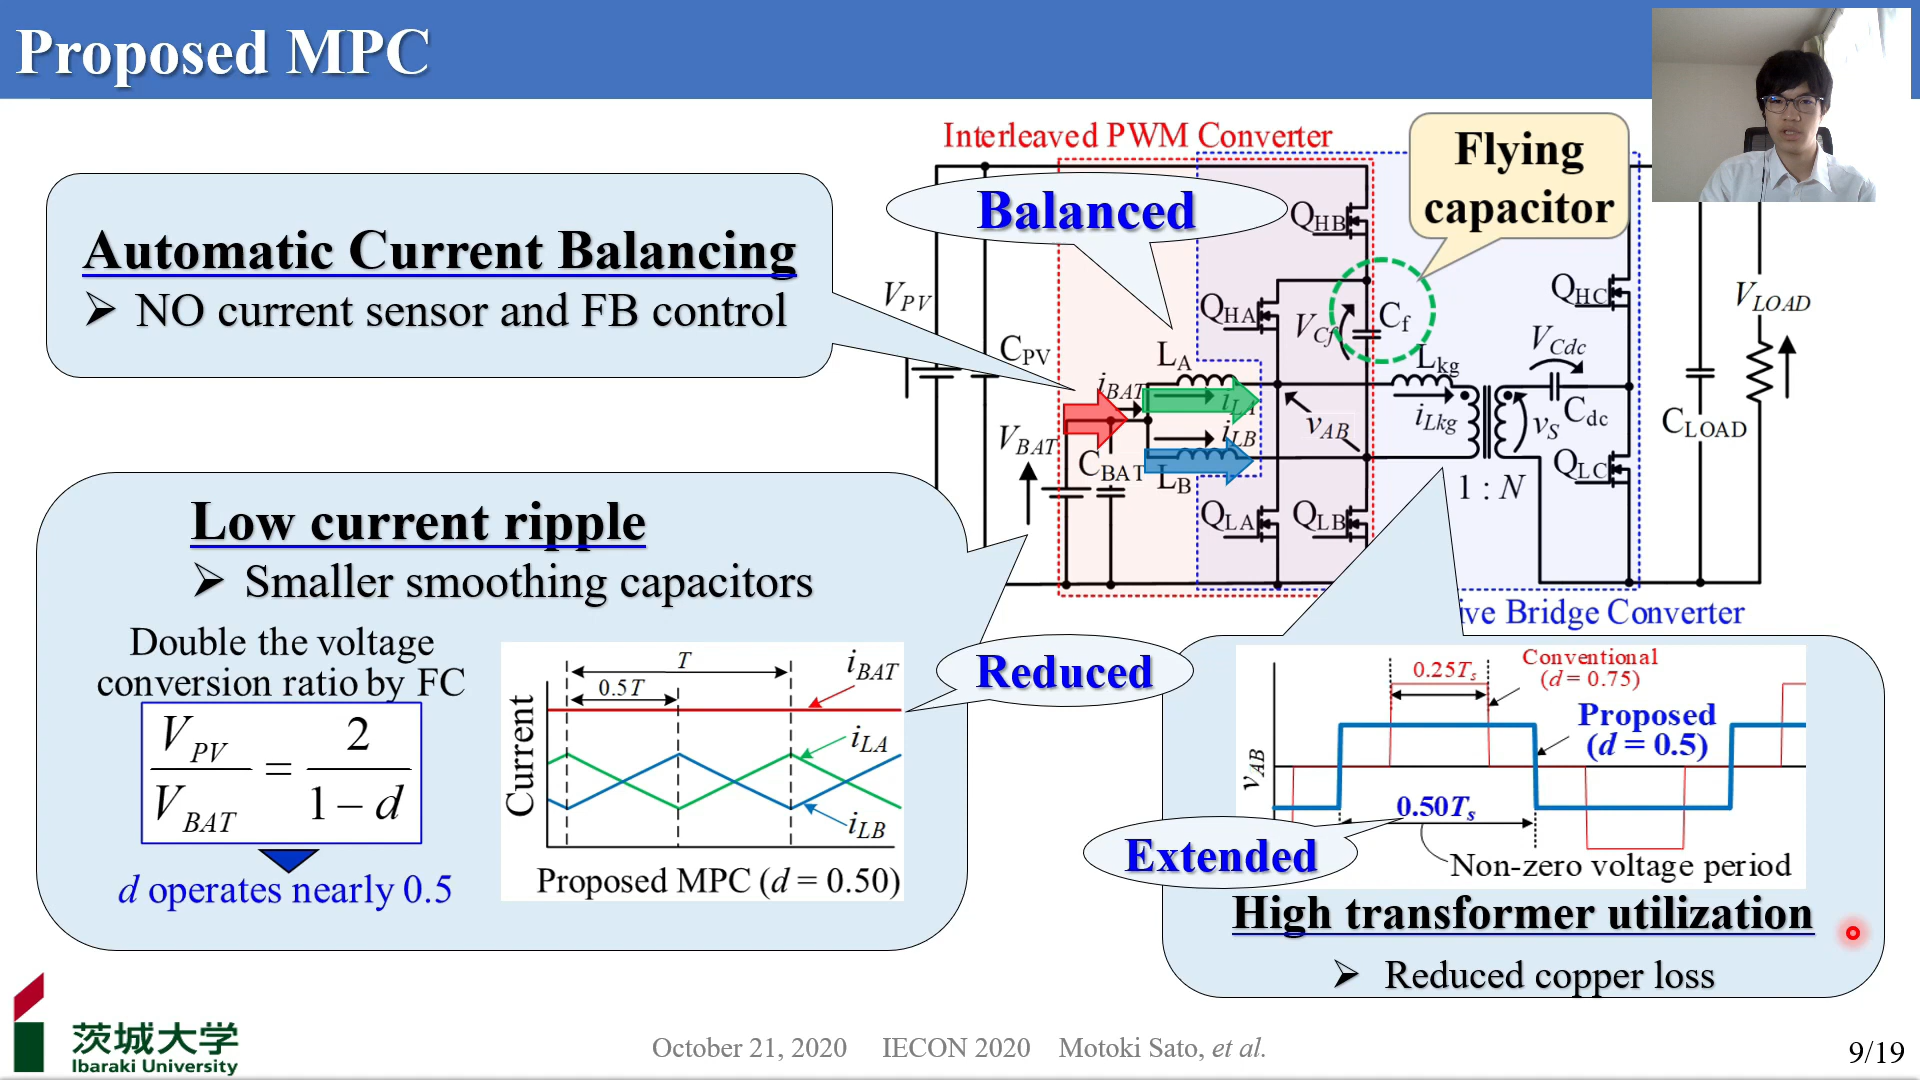 Proposed MPC
Interleaved PWM Converter
Flying
capacitor
Balanced
Automatic Current Balancing
➢ NO current sensor and FB control
Q_HB
Q_HA
Q_HC
V_PV
C_PV
V_Cf
C_f
L_A
L_kg
V_Cdc
V_LOAD
i_BAT
i_LA
i_Lkg
v_AB
v_S
C_dc
C_LOAD
V_BAT
C_BAT
i_LB
L_B
1 : N
Q_LC
Q_LA
Q_LB
ive Bridge Converter
Low current ripple
➢ Smaller smoothing capacitors
Double the voltage
conversion ratio by FC
V_PV / V_BAT = 2 / 1 − d
d operates nearly 0.5
Current
T
0.5T
i_BAT
i_LA
i_LB
Proposed MPC (d = 0.50)
Reduced
v_AB
0.25T_s
Conventional
(d = 0.75)
Proposed
(d = 0.5)
0.50T_s
Non-zero voltage period
Extended
High transformer utilization
➢ Reduced copper loss
茨城大学
Ibaraki University
October 21, 2020 IECON 2020 Motoki Sato, et al.
9/19